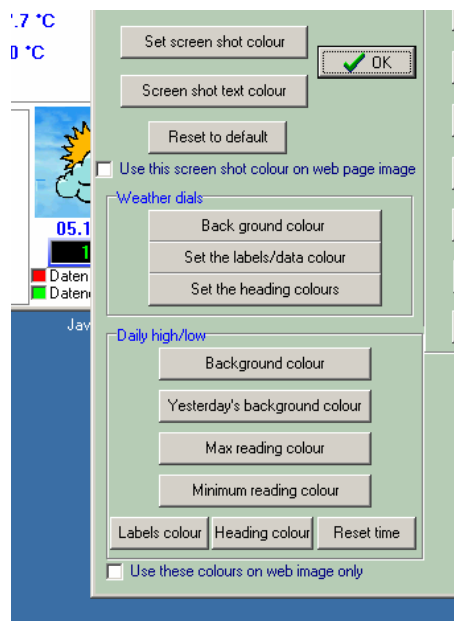 7.7 °C
0 °C
Set screen shot colour
OK
Screen shot text colour
Reset to default
Use this screen shot colour on web page image
Weather dials
Back ground colour
Set the labels/data colour
Set the heading colours
05.1
1
Daten
Daten
Jav
Daily high/low
Background colour
Yesterday's background colour
Max reading colour
Minimum reading colour
Labels colour Heading colour Reset time
Use these colours on web image only